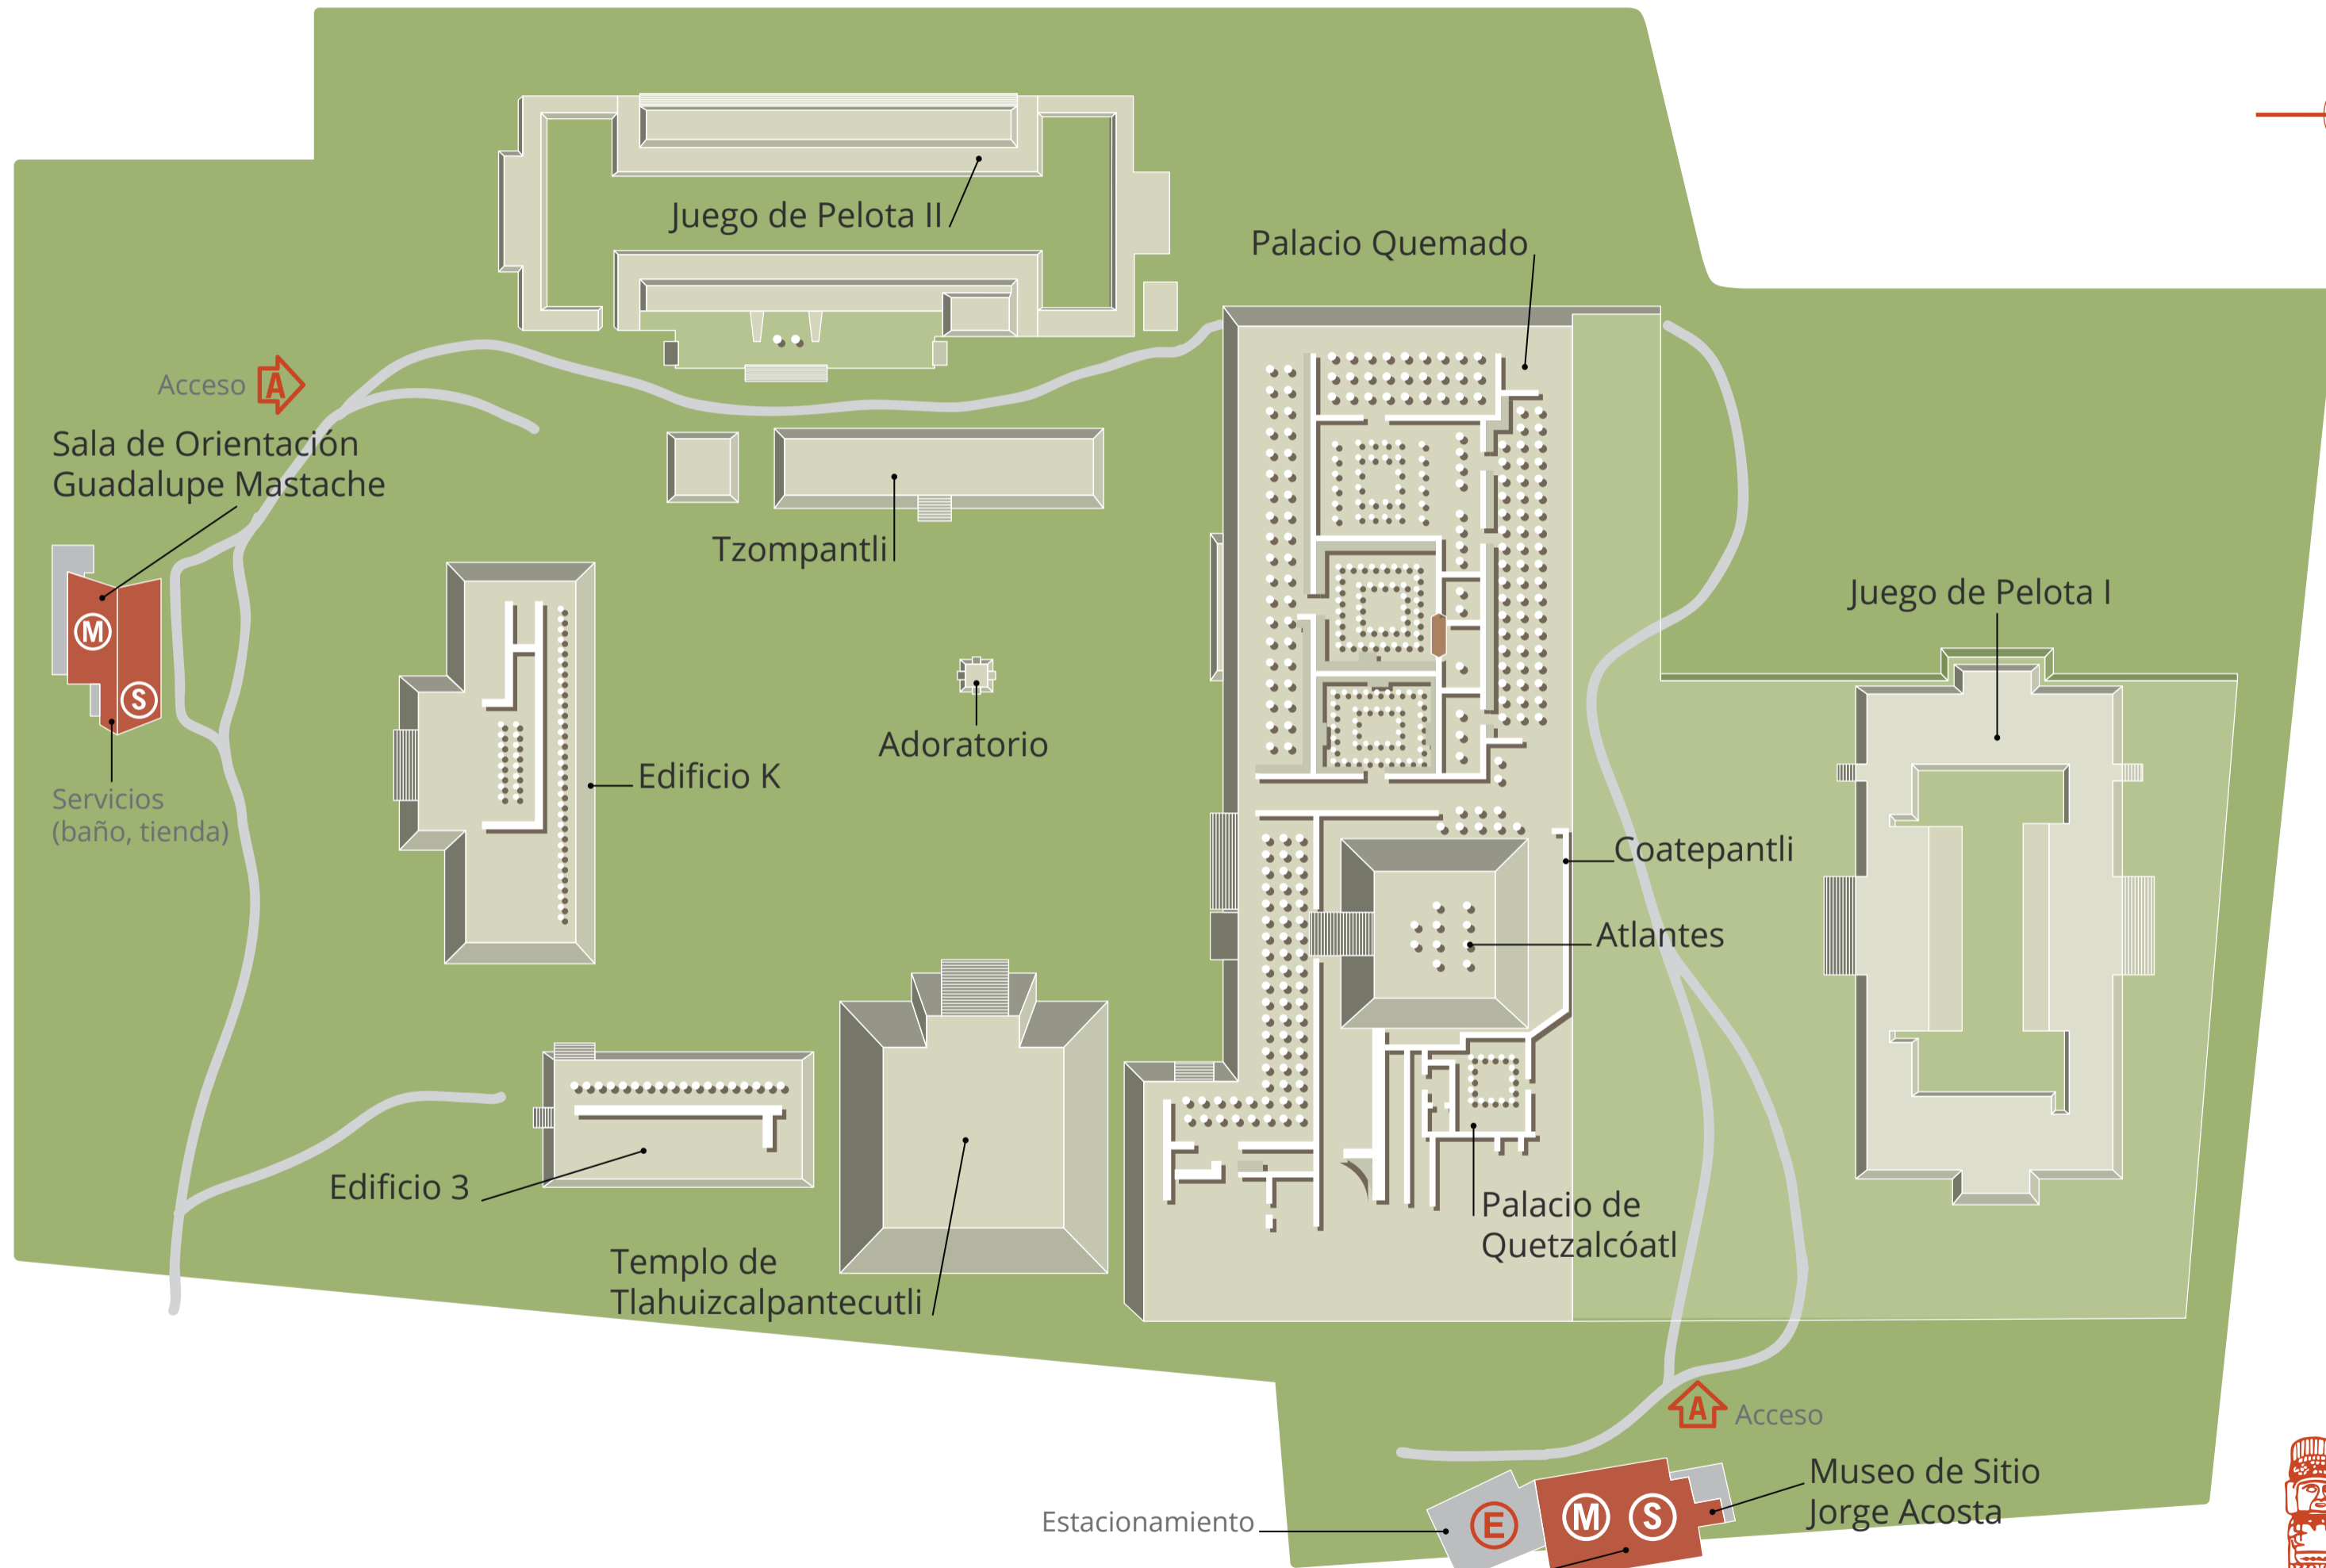 Juego de Pelota II
Palacio Quemado
Acceso
A
Sala de Orientación
Guadalupe Mastache
Tzompantli
Juego de Pelota I
M
S
Adoratorio
Edificio K
Servicios
(baño, tienda)
Coatepantli
Atlantes
Edificio 3
Palacio de
Quetzalcóatl
Templo de
Tlahuizcalpantecutli
A
Acceso
Museo de Sitio
Jorge Acosta
Estacionamiento
E
M
S